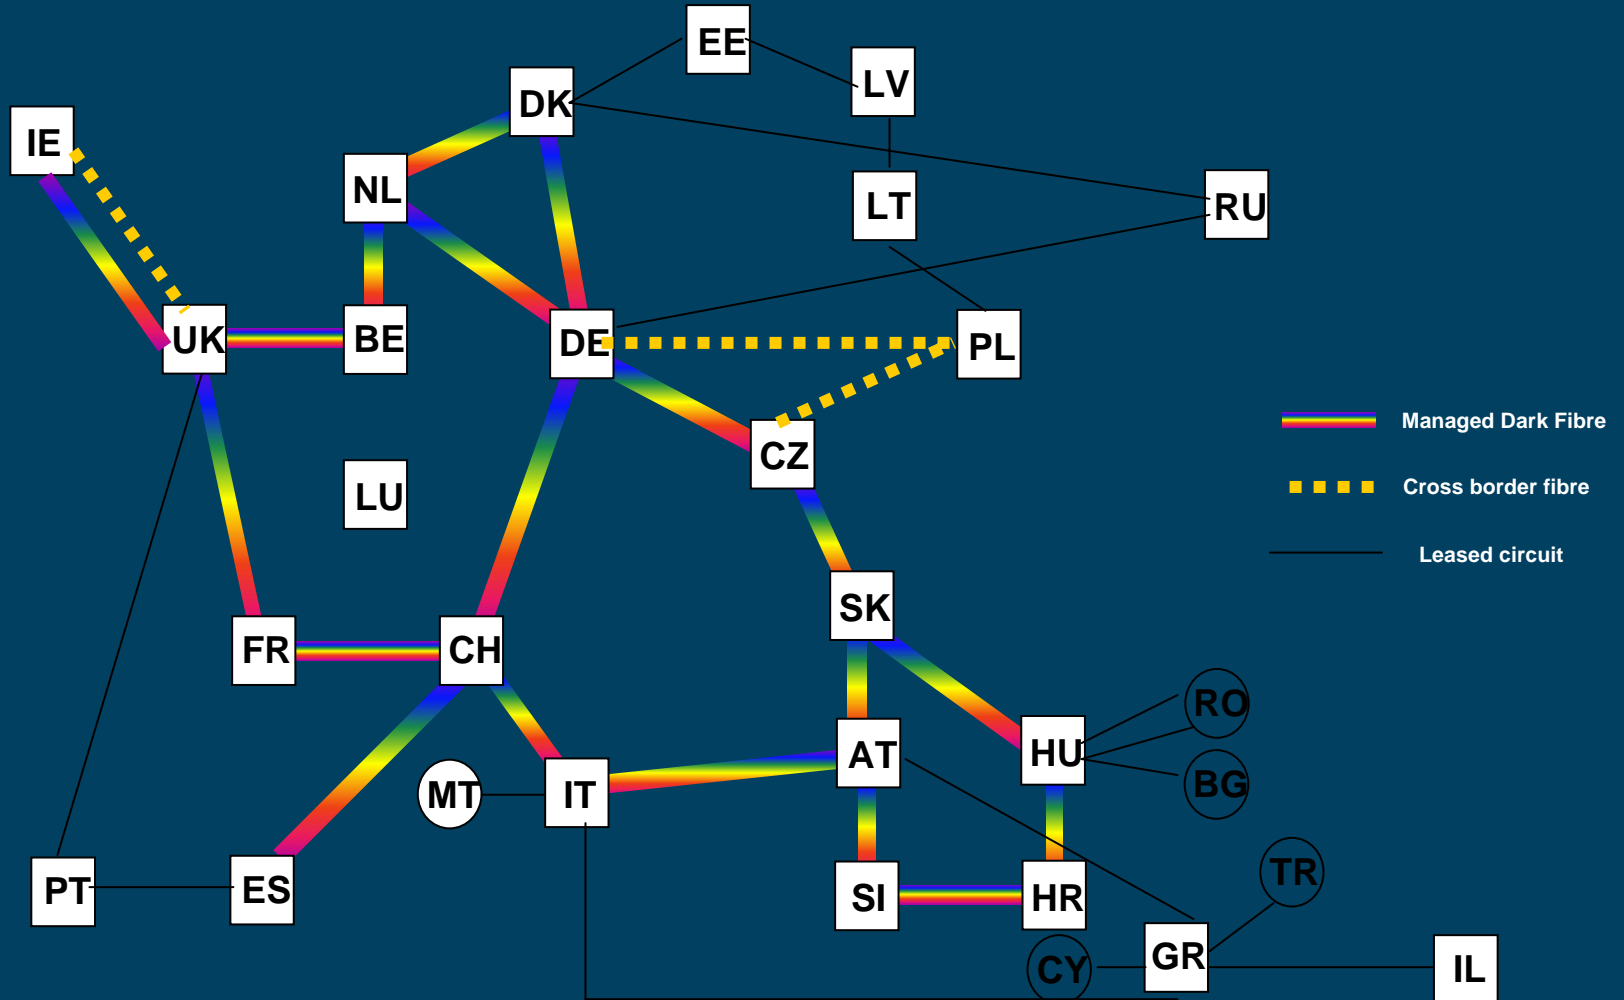 EE
LV
DK
IE
NL
LT
RU
UK
BE
DE
PL
Managed Dark Fibre
CZ
Cross border fibre
LU
Leased circuit
SK
FR
CH
RO
AT
HU
BG
MT
IT
TR
PT
ES
SI
HR
GR
CY
IL